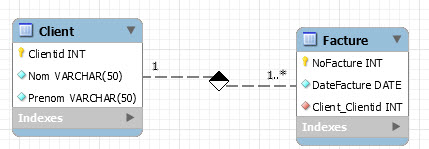 Client
Clientid INT
Nom VARCHAR(50)
Prenom VARCHAR(50)
Indexes
1
1..*
Facture
NoFacture INT
DateFacture DATE
Client_Clientid INT
Indexes